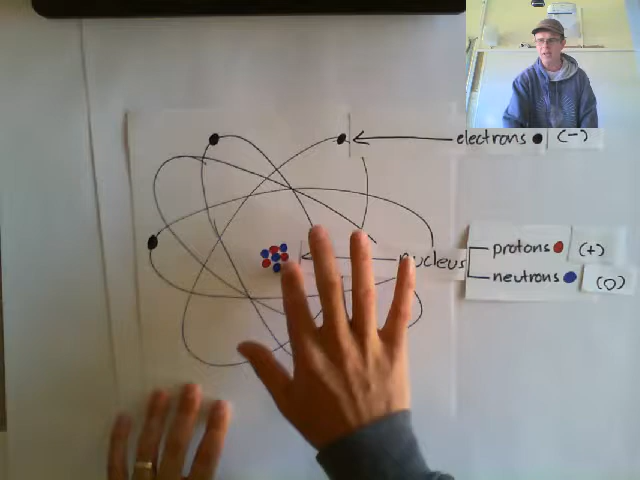 electrons (-)
nucleus
protons (+)
neutrons (0)